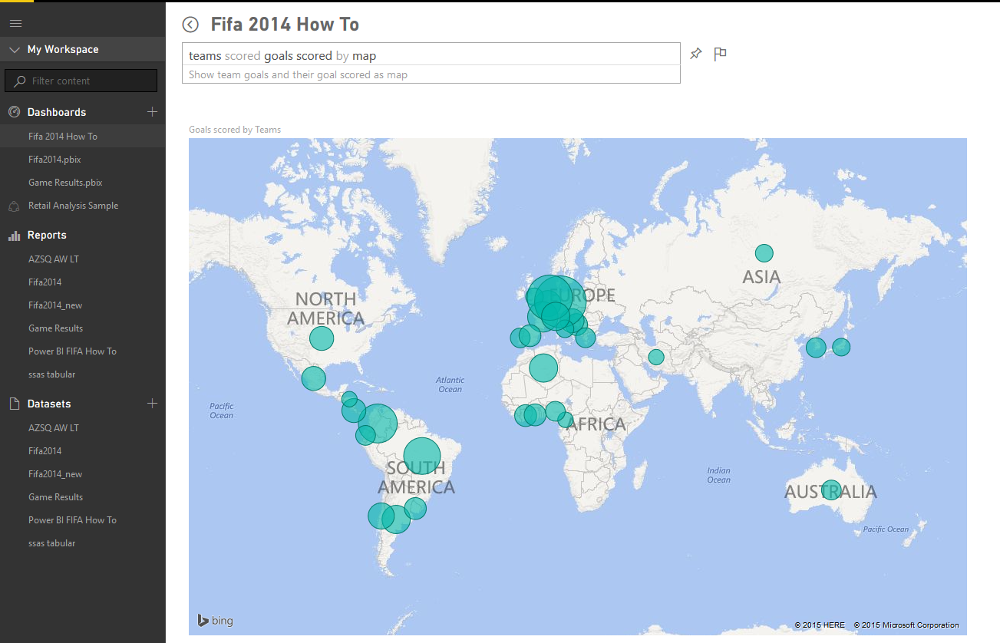 Fifa 2014 How To
My Workspace
teams scored goals scored by map
Show team goals and their goal scored as map
Filter content
Dashboards
Fifa 2014 How To
Fifa2014.pbix
Game Results.pbix
Retail Analysis Sample
Reports
AZSQ AW LT
Fifa2014
Fifa2014_new
Game Results
Power BI FIFA How To
ssas tabular
Datasets
AZSQ AW LT
Fifa2014
Fifa2014_new
Game Results
Power BI FIFA How To
ssas tabular
Goals scored by Teams
ASIA
EUROPE
NORTH
AMERICA
Atlantic
Ocean
Pacific
Ocean
AFRICA
SOUTH
AMERICA
Indian
Ocean
AUSTRALIA
Pacific Ocean
bing
© 2015 HERE © 2015 Microsoft Corporation